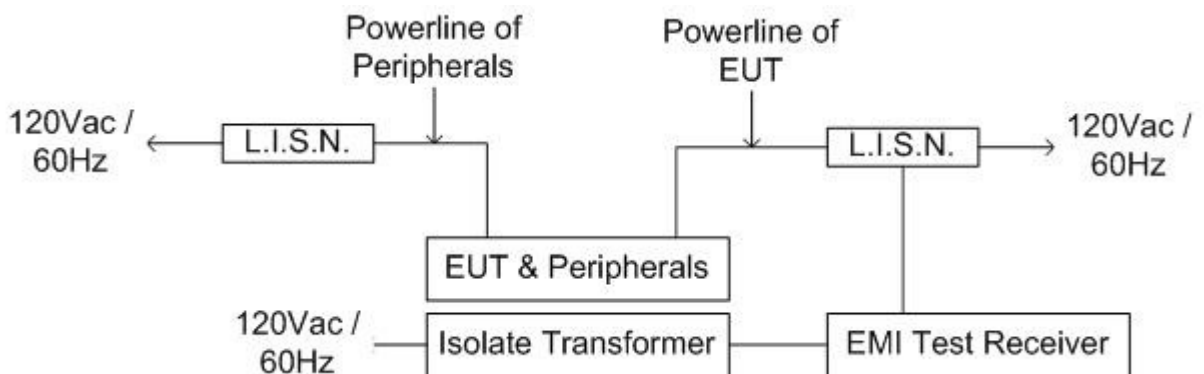 Powerline of
Peripherals
Powerline of
EUT
120Vac /
60Hz
L.I.S.N.
L.I.S.N.
120Vac /
60Hz
EUT & Peripherals
120Vac /
60Hz
Isolate Transformer
EMI Test Receiver